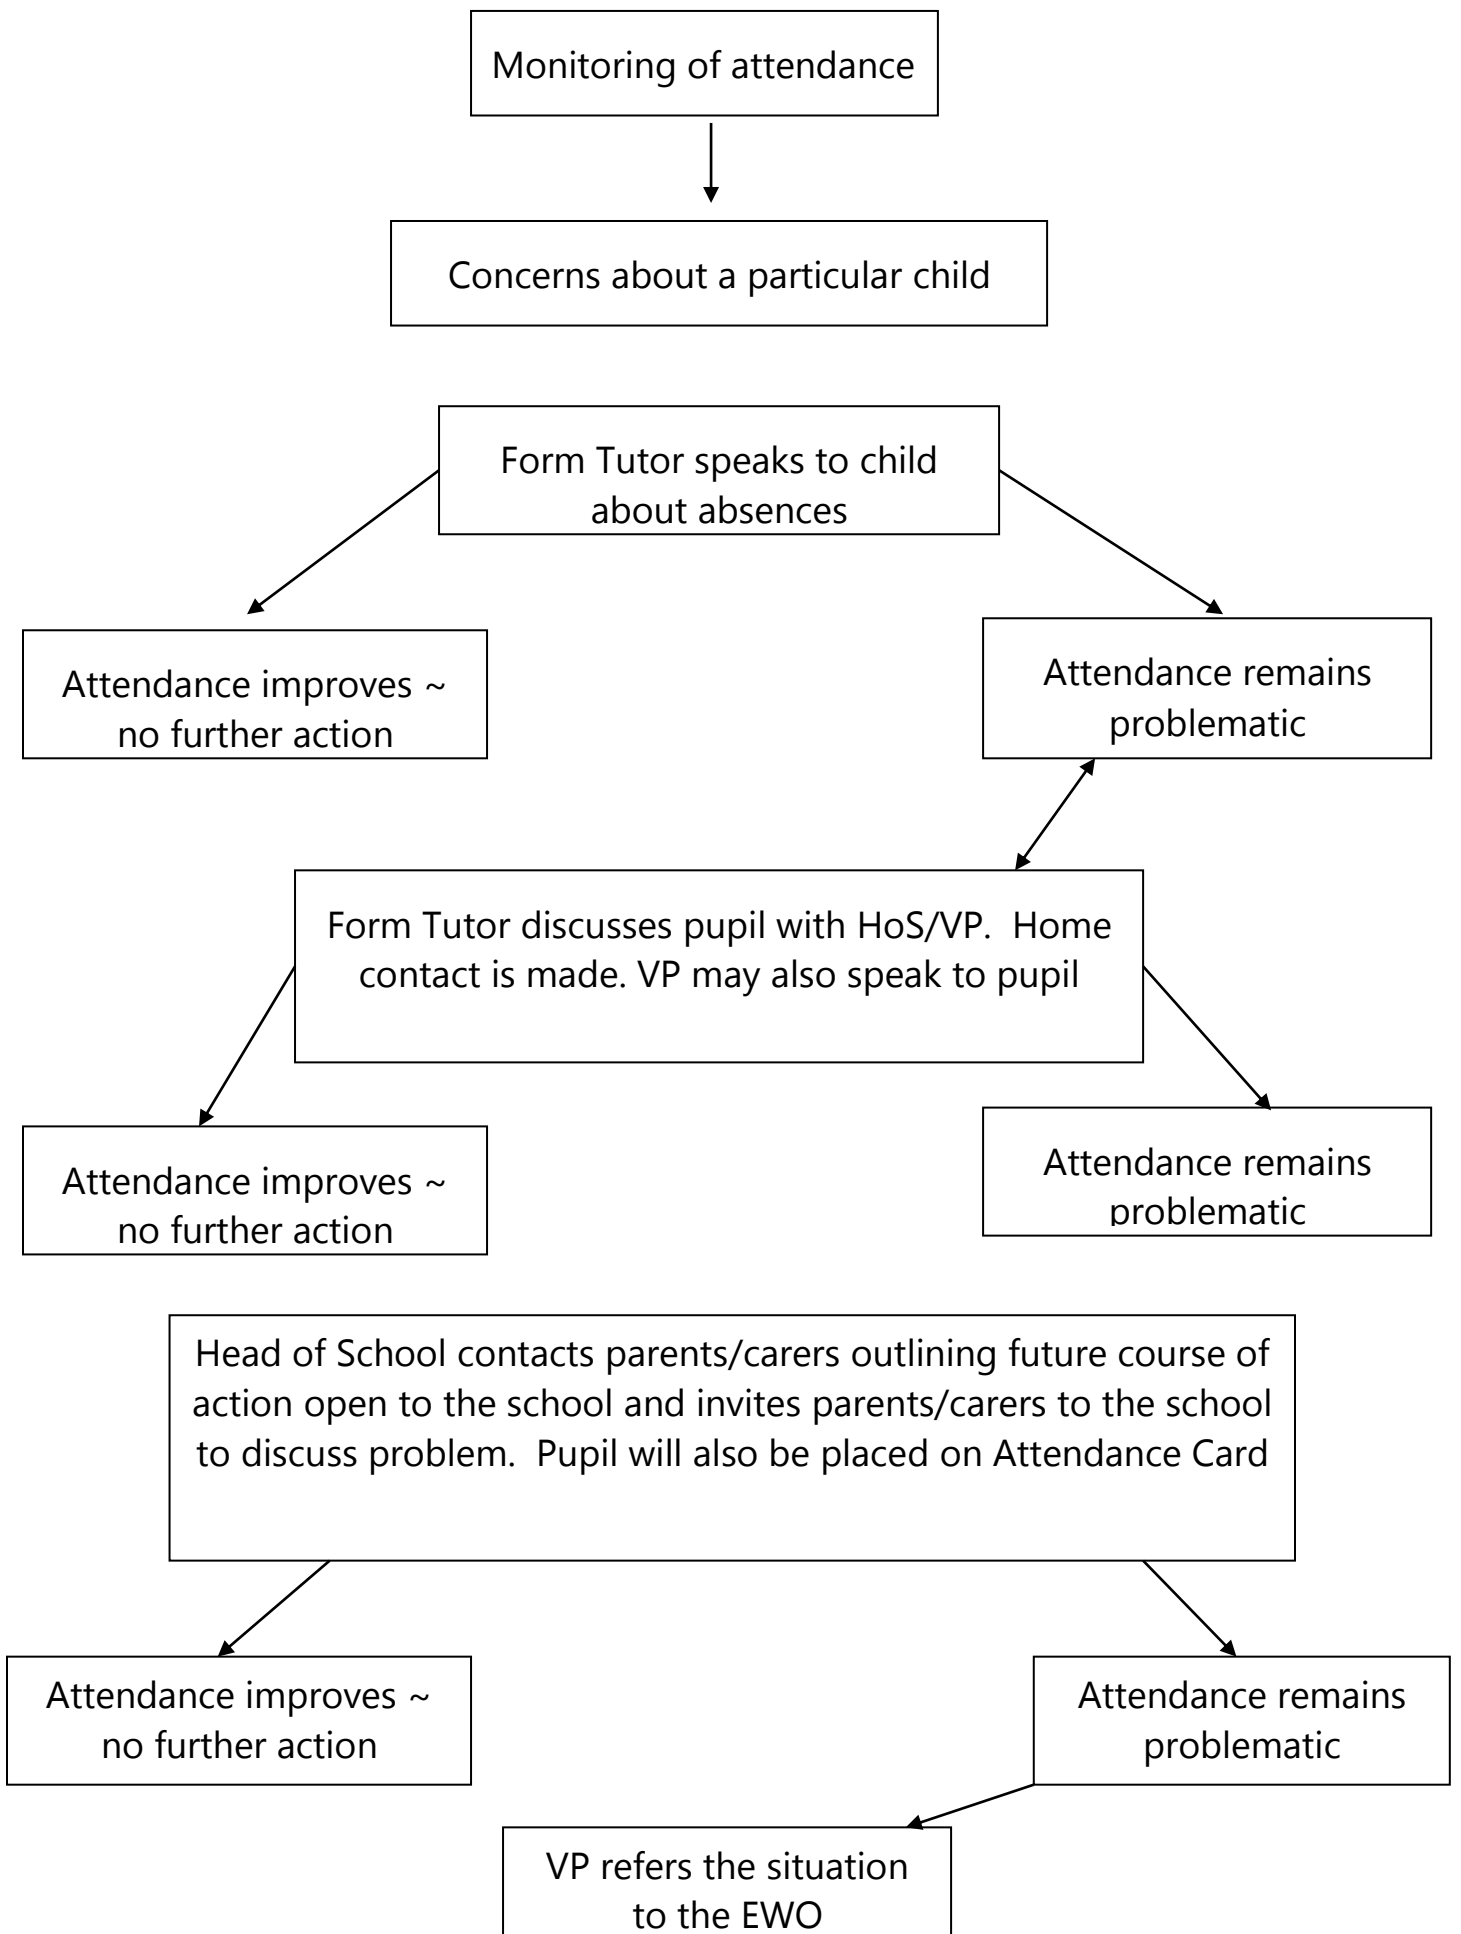 Monitoring of attendance
Concerns about a particular child
Form Tutor speaks to child
about absences
Attendance improves ~
no further action
Attendance remains
problematic
Form Tutor discusses pupil with HoS/VP.  Home
contact is made. VP may also speak to pupil
Attendance improves ~
no further action
Attendance remains
problematic
Head of School contacts parents/carers outlining future course of
action open to the school and invites parents/carers to the school
to discuss problem.  Pupil will also be placed on Attendance Card
Attendance improves ~
no further action
Attendance remains
problematic
VP refers the situation
to the EWO